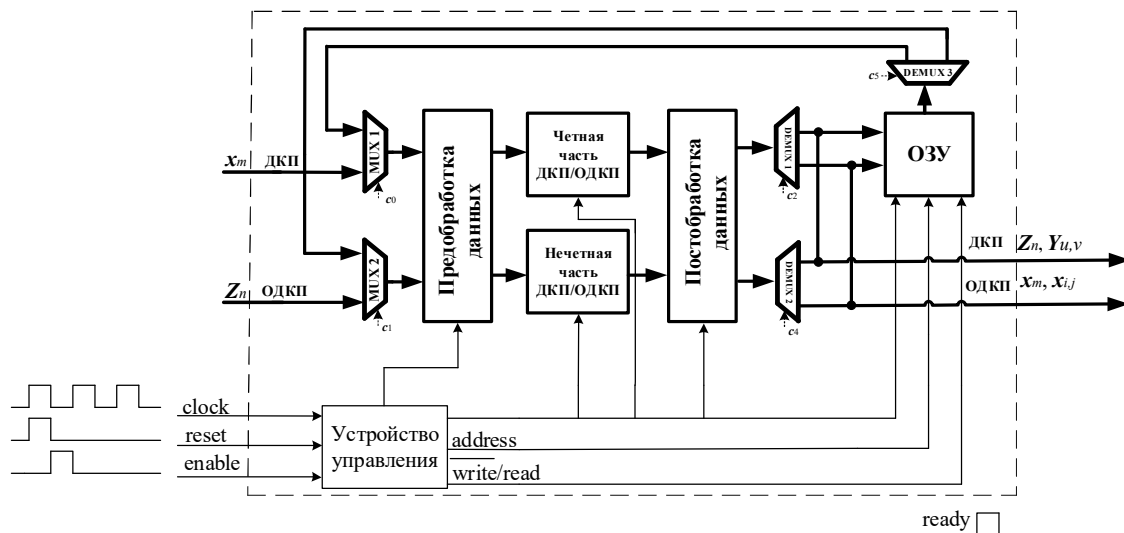 c5
DEMUX 3
MUX 1
Предобработка
данных
Четная
часть
ДКП/ОДКП
Постобработка
данных
DEMUX 1
ОЗУ
xm ДКП
c0
c2
MUX 2
Нечетная
часть
ДКП/ОДКП
DEMUX 2
ДКП Zn, Yu,v
Zn ОДКП
ОДКП xm, xi,j
c1
c4
clock
reset
enable
Устройство
управления
address
write/read
ready